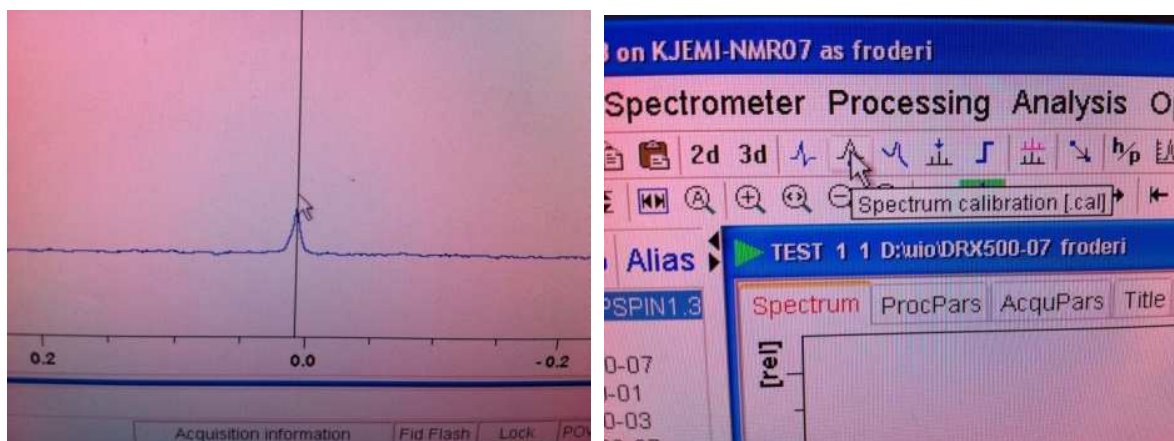 0.2 0.0 -0.2
Acquisition information Fid Flash Lock
on KJEMI-NMR07 as froderi
Spectrometer Processing Analysis
2d 3d h/p
Spectrum calibration [.cal]
Alias
TEST 1 1 D:\uio\DRX500-07 froderi
PSPIN1.3
Spectrum ProcPars AcquPars Title
[rel]
0-07
-01
0-03